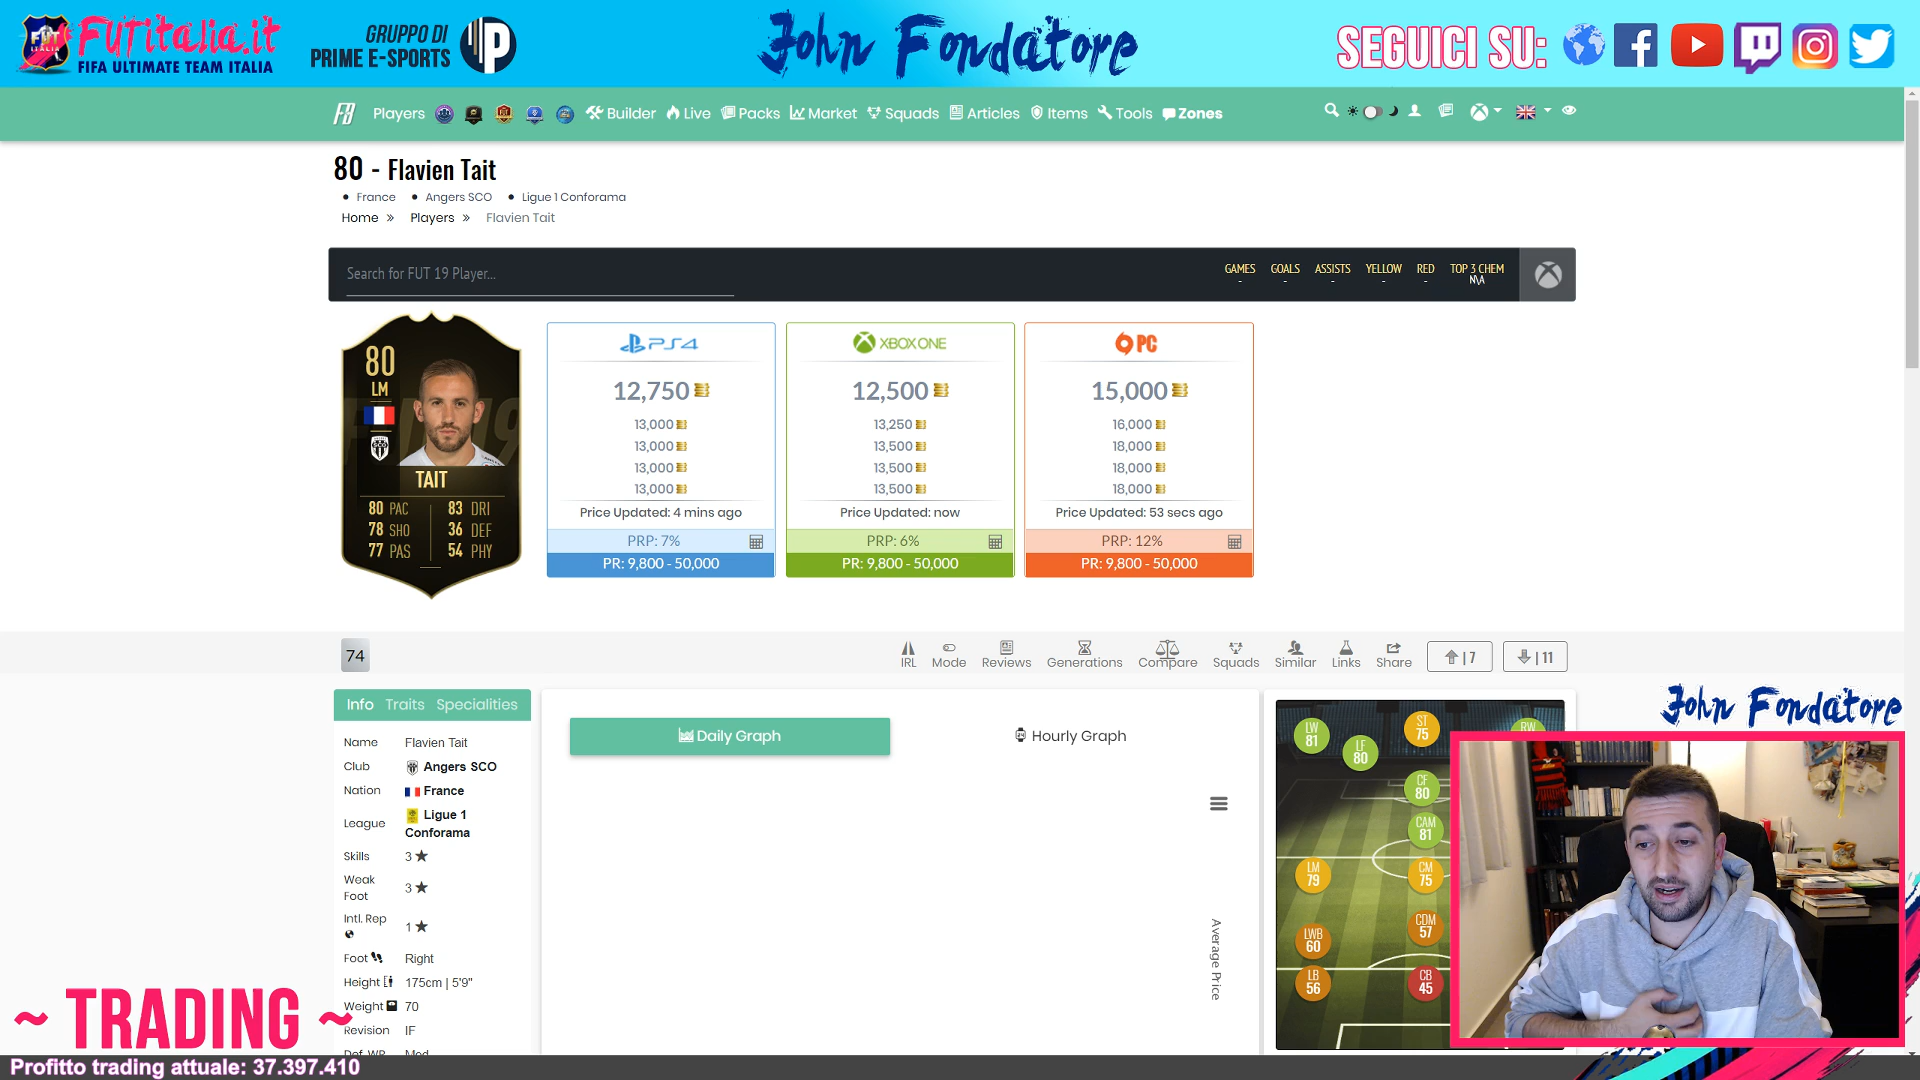 FUTitalia.it
FIFA ULTIMATE TEAM ITALIA
GRUPPO DI
PRIME E-SPORTS
John Fondatore
SEGUICI SU:
Players
Builder
Live
Packs
Market
Squads
Articles
Items
Tools
Zones
80 - Flavien Tait
France
Angers SCO
Ligue 1 Conforama
Home »
Players »
Flavien Tait
Search for FUT 19 Player...
GAMES
-
GOALS
-
ASSISTS
-
YELLOW
-
RED
-
TOP 3 CHEM
N\A
80
LM
TAIT
80 PAC
83 DRI
78 SHO
36 DEF
77 PAS
54 PHY
PS4
12,750
13,000
13,000
13,000
13,000
Price Updated: 4 mins ago
PRP: 7%
PR: 9,800 - 50,000
XBOX ONE
12,500
13,250
13,500
13,500
13,500
Price Updated: now
PRP: 6%
PR: 9,800 - 50,000
PC
15,000
16,000
18,000
18,000
18,000
Price Updated: 53 secs ago
PRP: 12%
PR: 9,800 - 50,000
74
IRL
Mode
Reviews
Generations
Compare
Squads
Similar
Links
Share
| 7
| 11
Info
Traits
Specialities
Name Flavien Tait
Club Angers SCO
Nation France
League Ligue 1
Conforama
Skills 3
Weak
Foot 3
Intl. Rep 1
Foot Right
Height 175cm | 5'9"
Weight 70
Revision IF
Def. WR Med
Daily Graph
Hourly Graph
Average Price
LW
81
LF
80
ST
75
RW
CF
80
CAM
81
LM
79
CM
75
CDM
57
LWB
60
LB
56
CB
45
John Fondatore
~ TRADING ~
Profitto trading attuale: 37.397.410